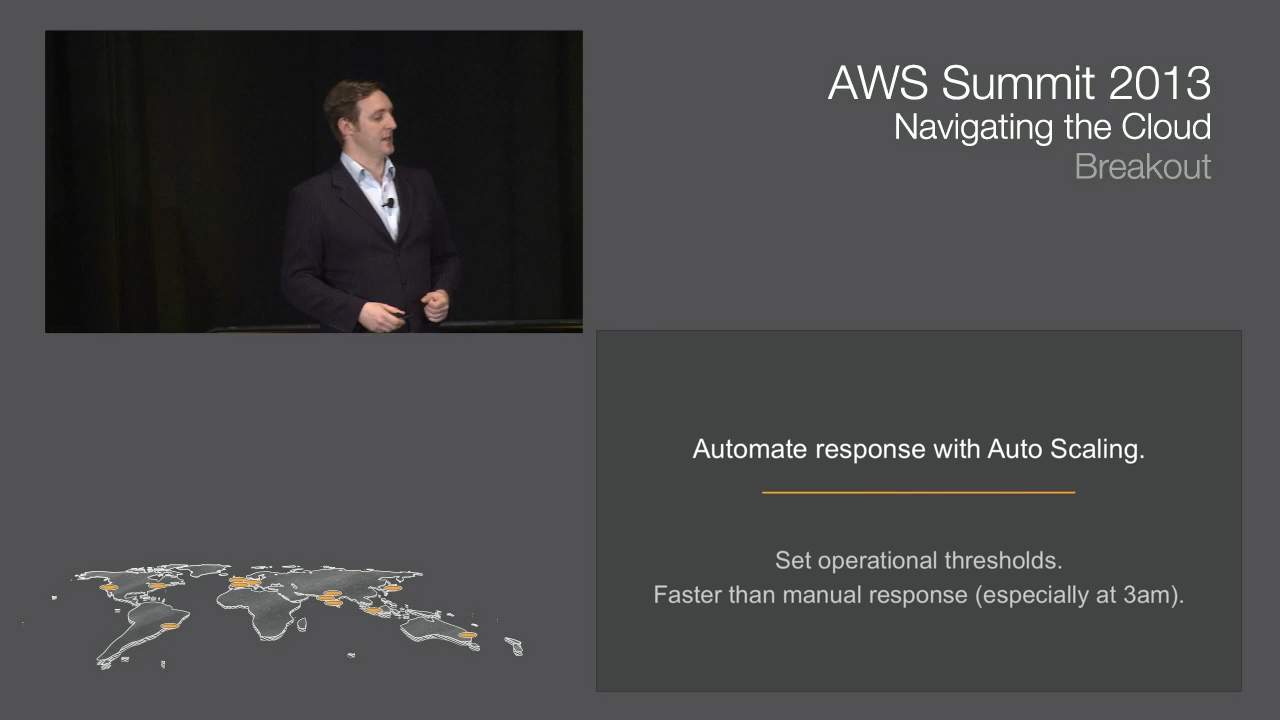 AWS Summit 2013
Navigating the Cloud
Breakout
Automate response with Auto Scaling.
Set operational thresholds.
Faster than manual response (especially at 3am).